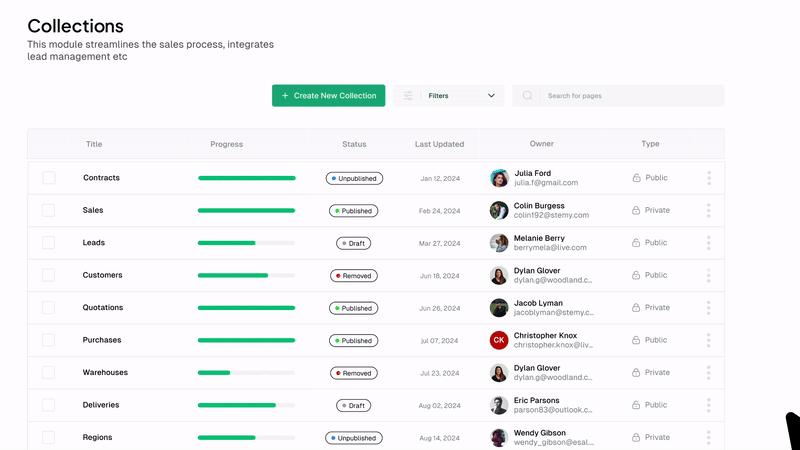 Collections
This module streamlines the sales process, integrates
lead management etc
+ Create New Collection Filters Search for pages
Title Progress Status Last Updated Owner Type
Contracts Unpublished Jan 12, 2024 Julia Ford Public
julia.f@gmail.com
Sales Published Feb 24, 2024 Colin Burgess Private
colin192@stemy.com
Leads Draft Mar 27, 2024 Melanie Berry Public
berrymela@live.com
Customers Removed Jun 18, 2024 Dylan Glover Public
dylan.g@woodland.c...
Quotations Published Jun 26, 2024 Jacob Lyman Private
jacoblyman@stemy.c...
Purchases Published jul 07, 2024 CK Christopher Knox Public
christopher.knox@liv...
Warehouses Removed Jul 23, 2024 Dylan Glover Private
dylan.g@woodland.c...
Deliveries Draft Aug 02, 2024 Eric Parsons Public
parson83@outlook.c...
Regions Unpublished Aug 14, 2024 Wendy Gibson Private
wendy_gibson@esal...